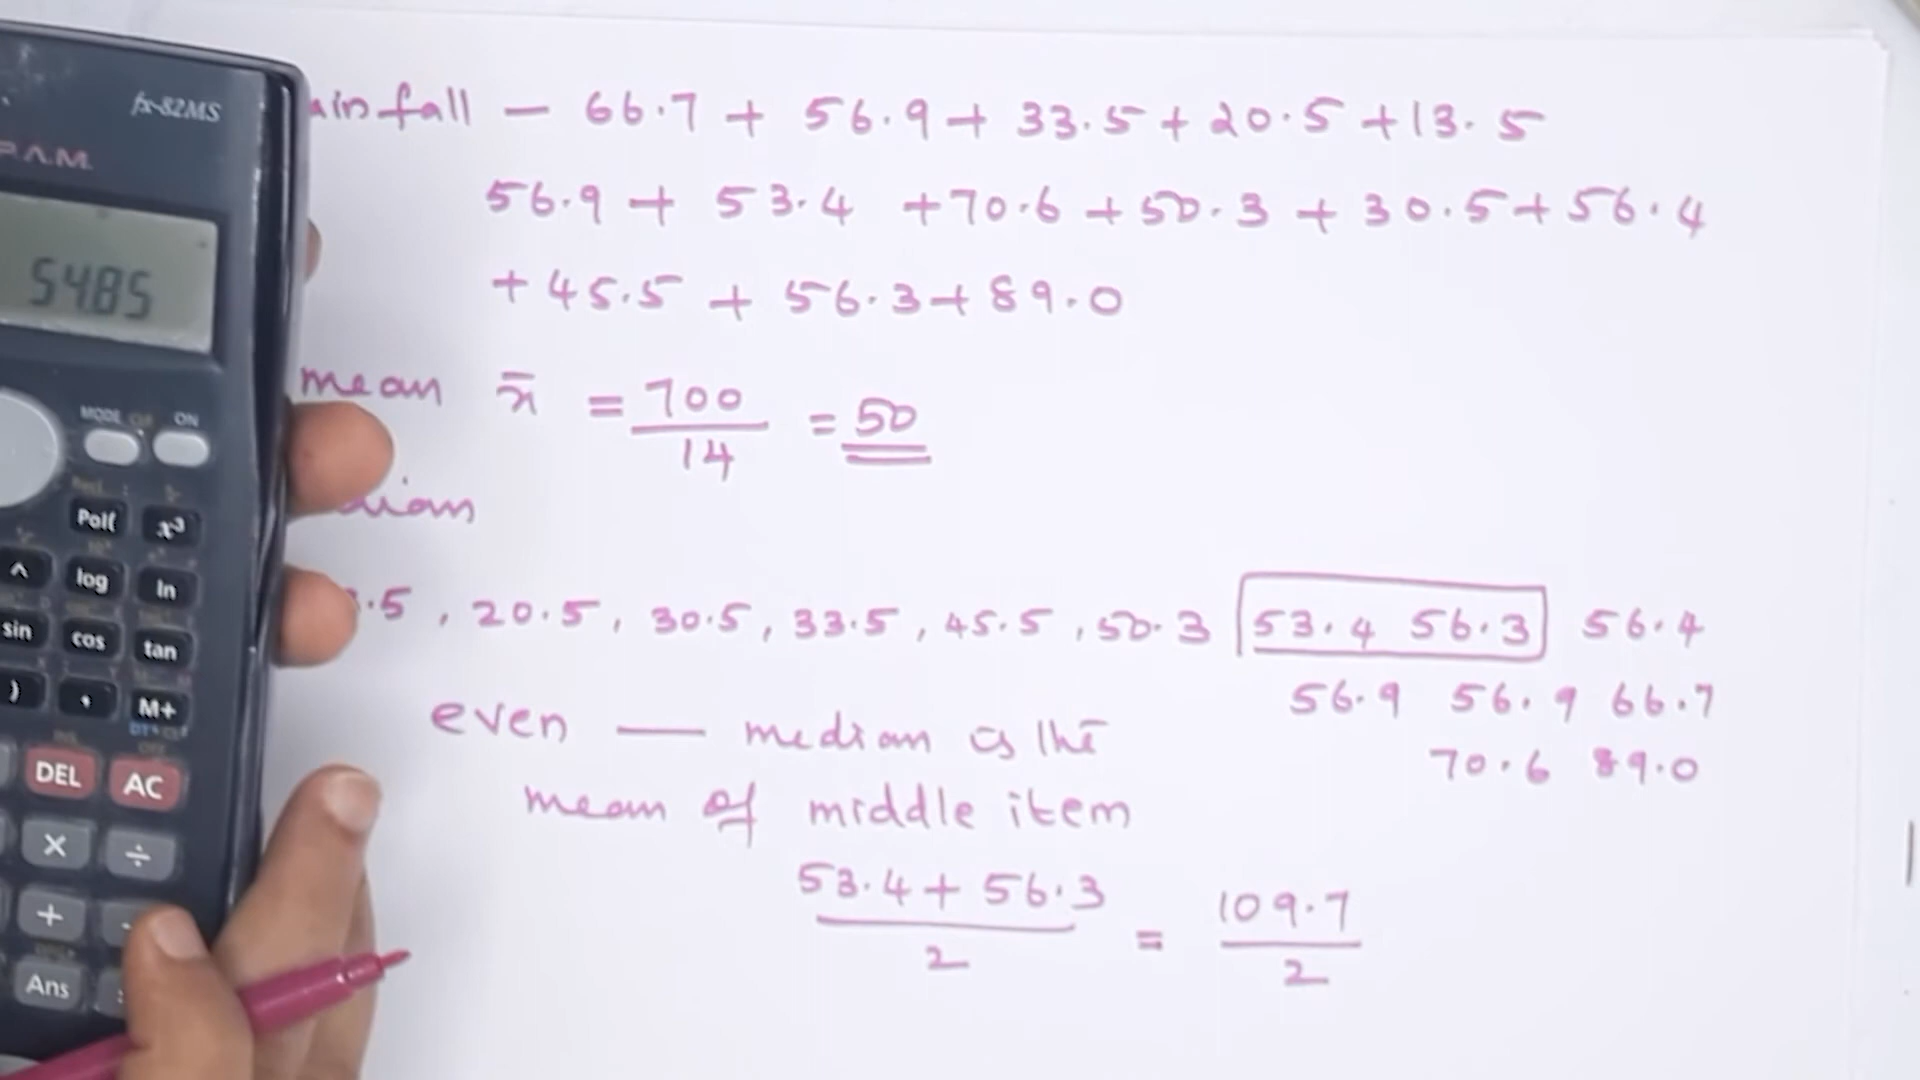 fx-82MS
P.A.M.
ainfall — 66.7 + 56.9 + 33.5 + 20.5 + 13.5
56.9 + 53.4 + 70.6 + 50.3 + 30.5 + 56.4
+ 45.5 + 56.3 + 89.0
5485
mean x̄ = 700/14 = 50
MODE ON
dian
Pol( x³
^ log ln
sin cos tan
) , M+
.5 , 20.5 , 30.5 , 33.5 , 45.5 , 50.3 53.4 56.3 56.4
56.9 56.9 66.7
70.6 89.0
even — median is the
mean of middle item
DEL AC
× ÷
+ -
Ans
53.4 + 56.3 / 2 = 109.7 / 2